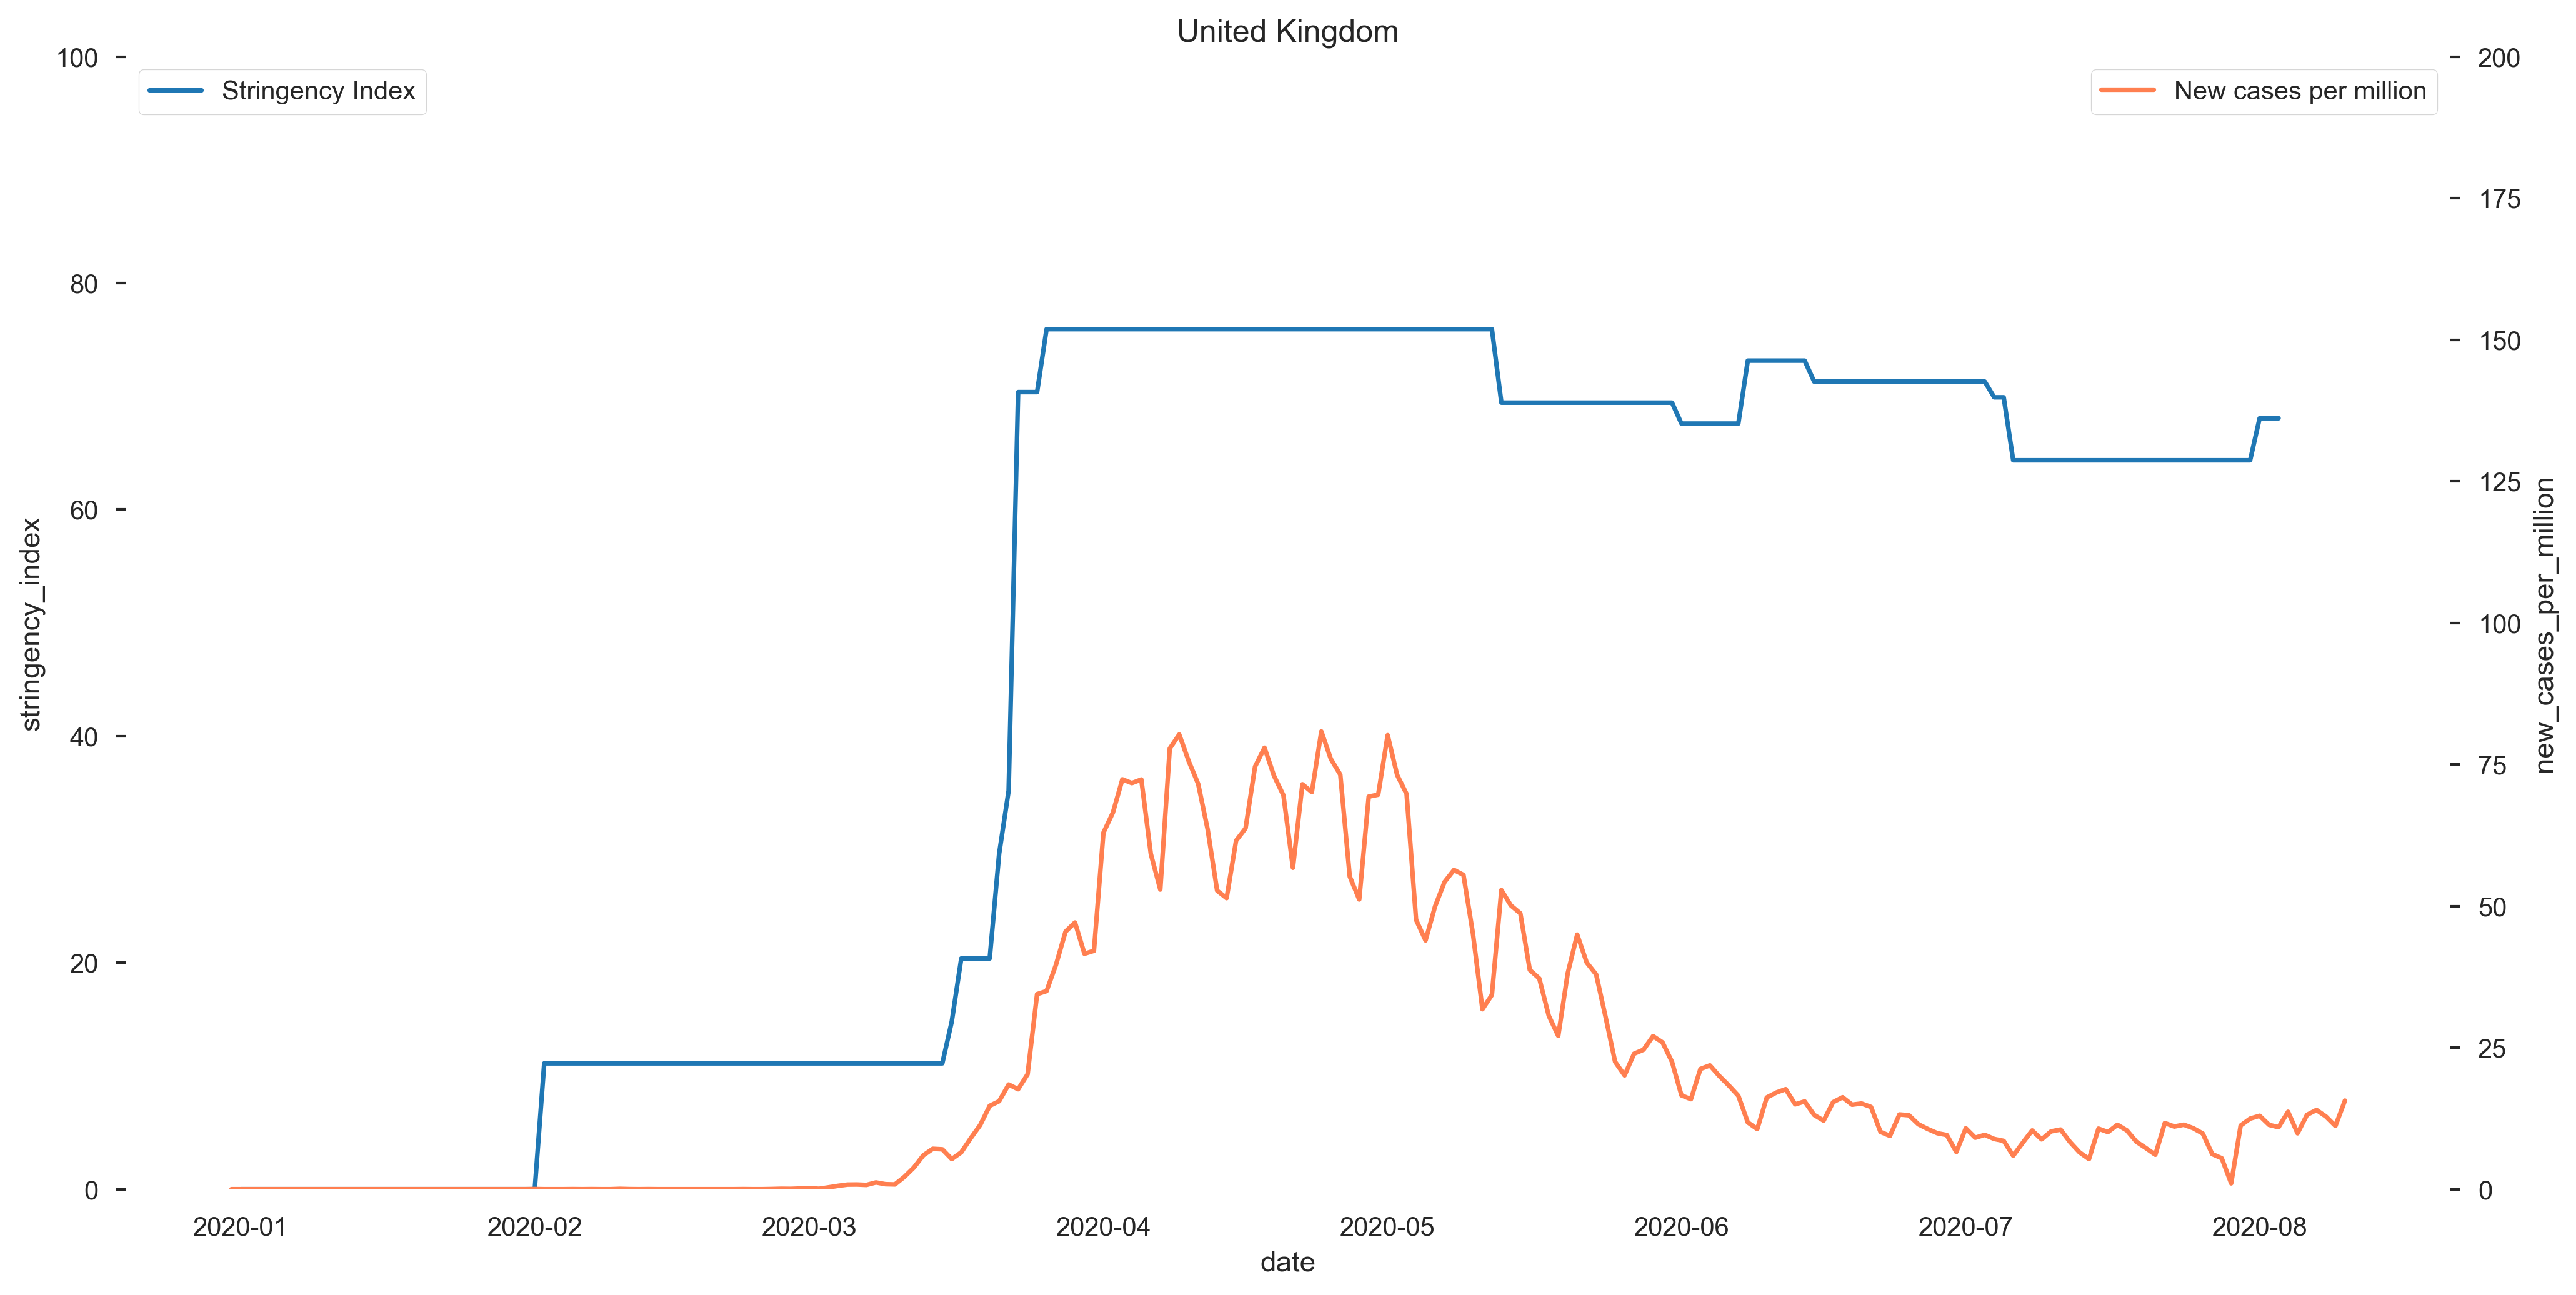 United Kingdom
Stringency Index
New cases per million
100
80
60
40
20
0
stringency_index
200
175
150
125
100
75
50
25
0
new_cases_per_million
2020-01 2020-02 2020-03 2020-04 2020-05 2020-06 2020-07 2020-08
date